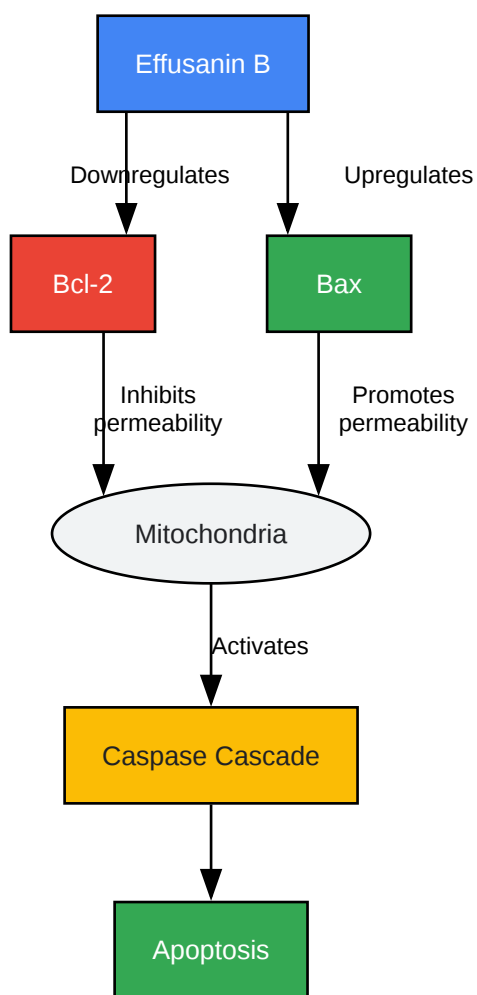 Effusanin B
Downregulates
Upregulates
Bcl-2
Bax
Inhibits
permeability
Promotes
permeability
Mitochondria
Activates
Caspase Cascade
Apoptosis